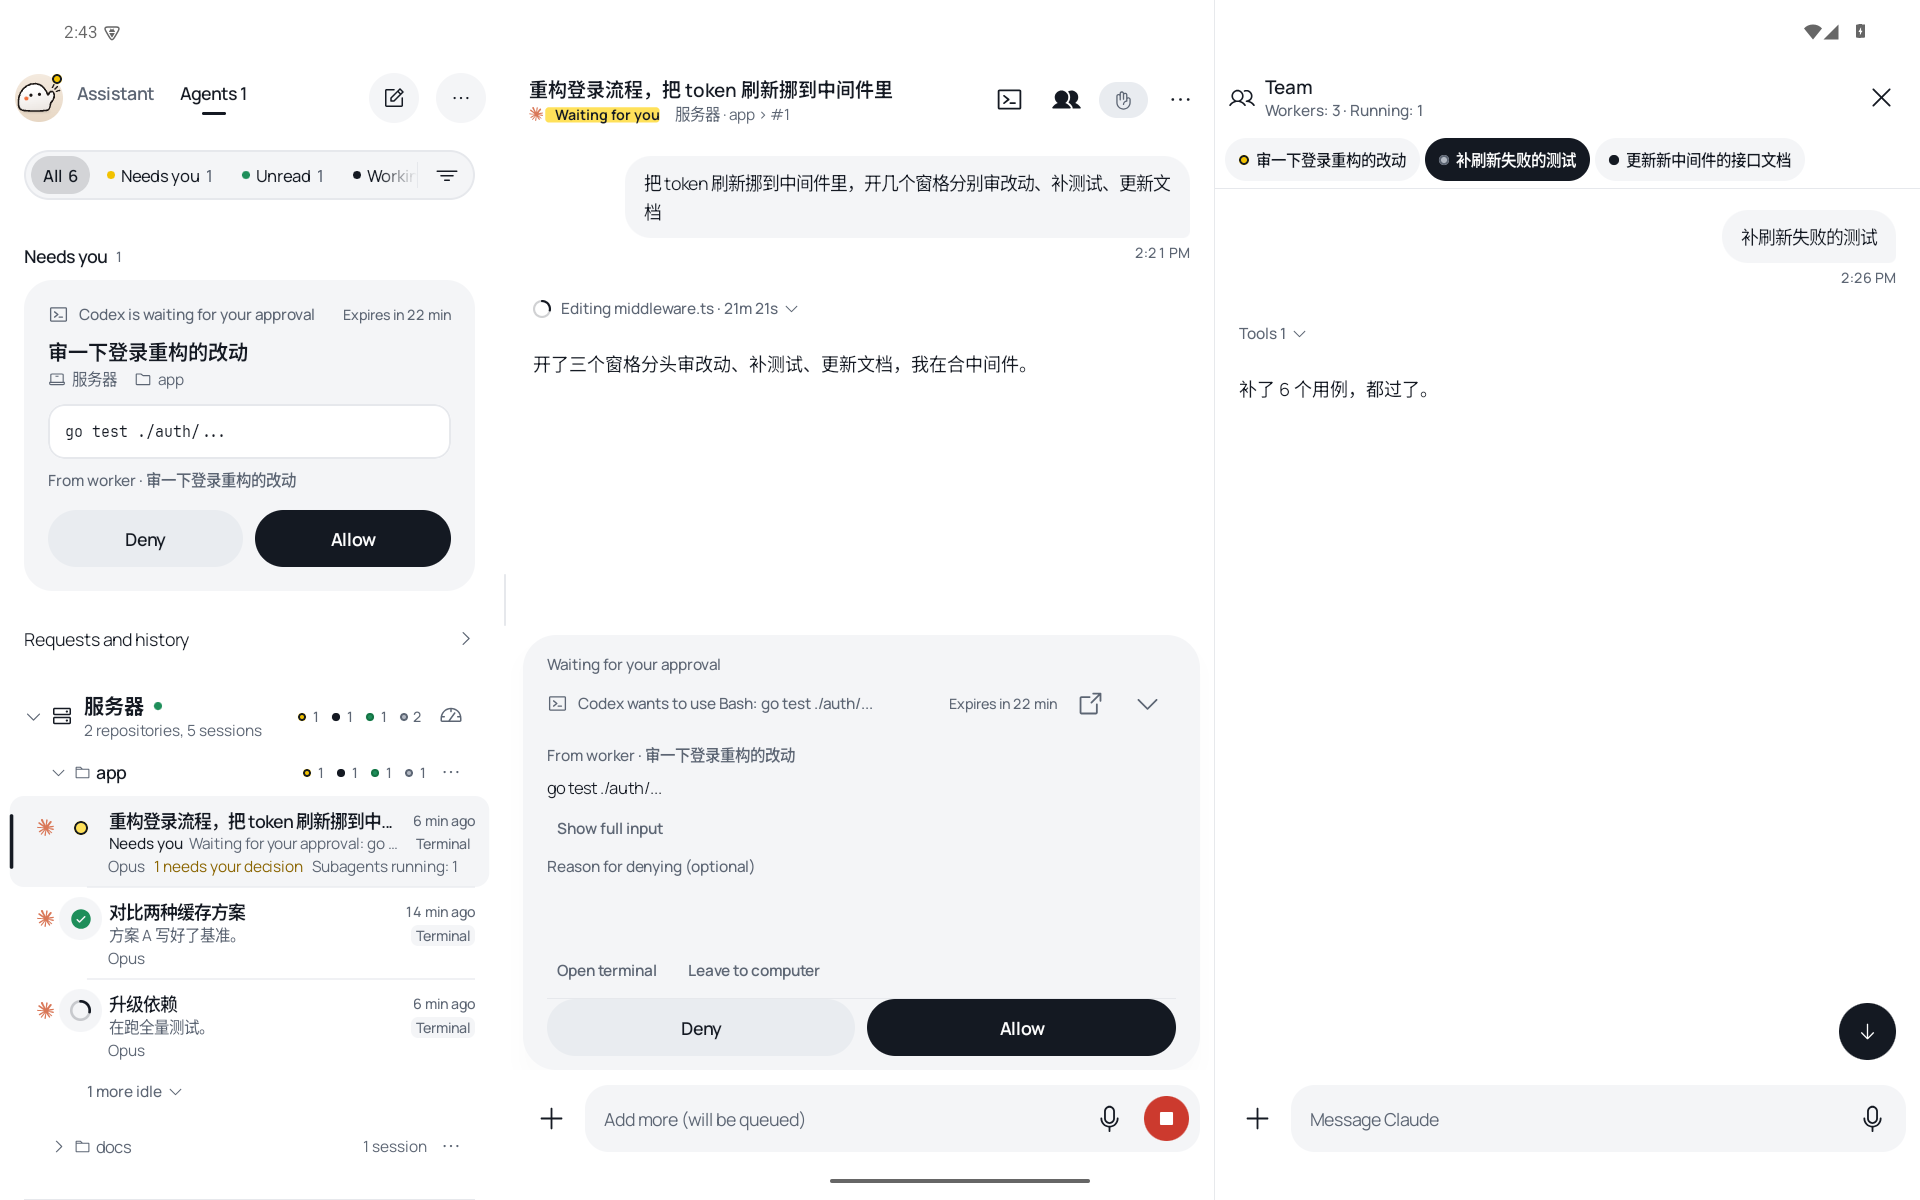 2:43
Assistant
Agents 1
All 6
Needs you 1
Unread 1
Workin
Needs you 1
Codex is waiting for your approval
Expires in 22 min
审一下登录重构的改动
服务器
app
go test ./auth/...
From worker · 审一下登录重构的改动
Deny
Allow
Requests and history
服务器
1 1 1 2
2 repositories, 5 sessions
app
1 1 1 1
重构登录流程，把 token 刷新挪到中...
6 min ago
Needs you Waiting for your approval: go ...
Terminal
Opus 1 needs your decision Subagents running: 1
对比两种缓存方案
14 min ago
方案 A 写好了基准。
Terminal
Opus
升级依赖
6 min ago
在跑全量测试。
Terminal
Opus
1 more idle
docs
1 session
重构登录流程，把 token 刷新挪到中间件里
Waiting for you 服务器 · app › #1
把 token 刷新挪到中间件里，开几个窗格分别审改动、补测试、更新文
档
2:21 PM
Editing middleware.ts · 21m 21s
开了三个窗格分头审改动、补测试、更新文档，我在合中间件。
Waiting for your approval
Codex wants to use Bash: go test ./auth/...
Expires in 22 min
From worker · 审一下登录重构的改动
go test ./auth/...
Show full input
Reason for denying (optional)
Open terminal
Leave to computer
Deny
Allow
Add more (will be queued)
Team
Workers: 3 · Running: 1
审一下登录重构的改动
补刷新失败的测试
更新新中间件的接口文档
补刷新失败的测试
2:26 PM
Tools 1
补了 6 个用例，都过了。
Message Claude